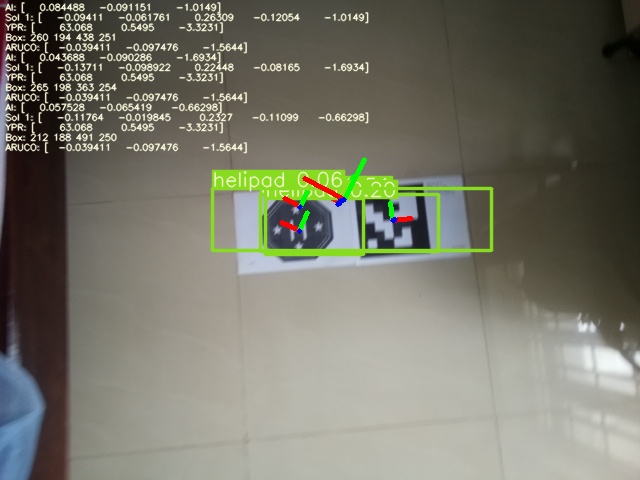 AI: [ 0.084488 -0.091151 -1.0149]
Sol 1: [ -0.09411 -0.061761 0.26309 -0.12054 -1.0149]
YPR: [ 63.068 0.5495 -3.3231]
Box: 260 194 438 251
ARUCO: [ -0.039411 -0.097476 -1.5644]
AI: [ 0.043688 -0.090286 -1.6934]
Sol 1: [ -0.13711 -0.098922 0.22448 -0.08165 -1.6934]
YPR: [ 63.068 0.5495 -3.3231]
Box: 265 198 363 254
ARUCO: [ -0.039411 -0.097476 -1.5644]
AI: [ 0.057528 -0.065419 -0.66298]
Sol 1: [ -0.11764 -0.019845 0.2327 -0.11099 -0.66298]
YPR: [ 63.068 0.5495 -3.3231]
Box: 212 188 491 250
ARUCO: [ -0.039411 -0.097476 -1.5644]
helipad 0.06
helipad 0.20